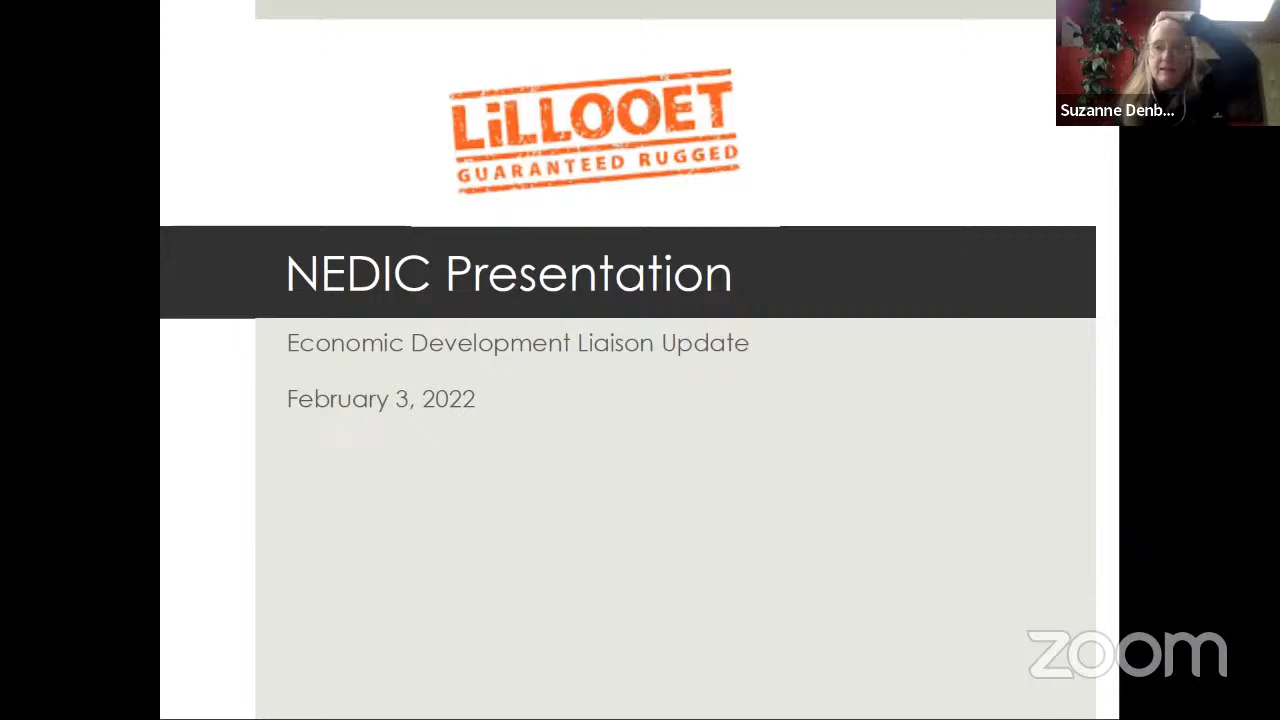 LiLLOOET
GUARANTEED RUGGED
Suzanne Denb...
NEDIC Presentation
Economic Development Liaison Update
February 3, 2022
zoom